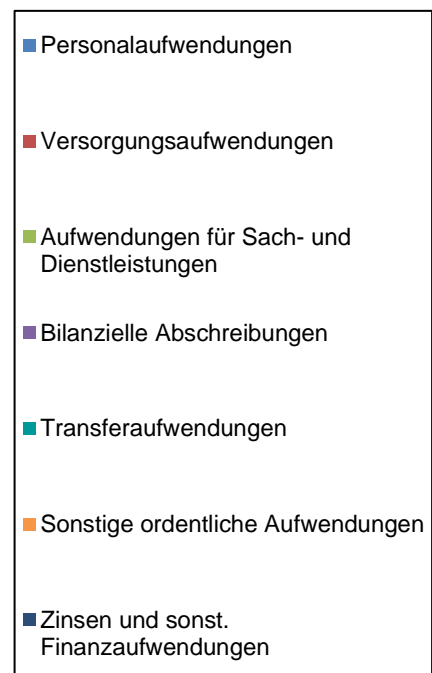 Personalaufwendungen
Versorgungsaufwendungen
Aufwendungen für Sach- und
Dienstleistungen
Bilanzielle Abschreibungen
Transferaufwendungen
Sonstige ordentliche Aufwendungen
Zinsen und sonst.
Finanzaufwendungen